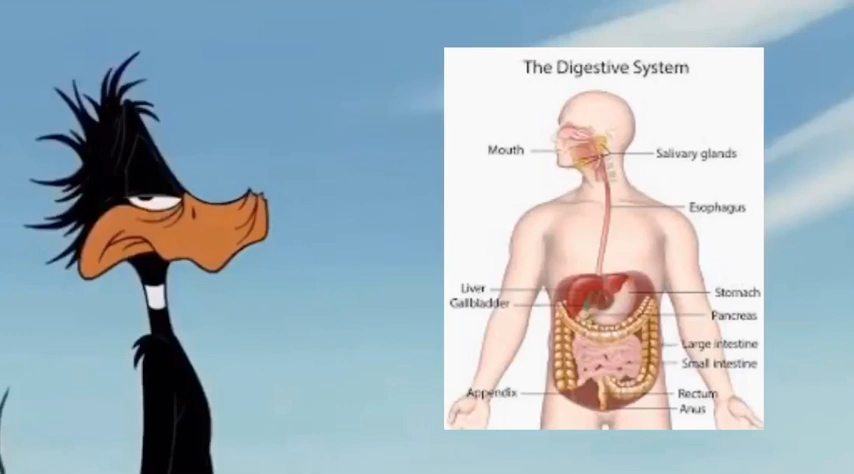 The Digestive System
Mouth
Salivary glands
Esophagus
Liver
Gallbladder
Stomach
Pancreas
Large intestine
Small intestine
Appendix
Rectum
Anus